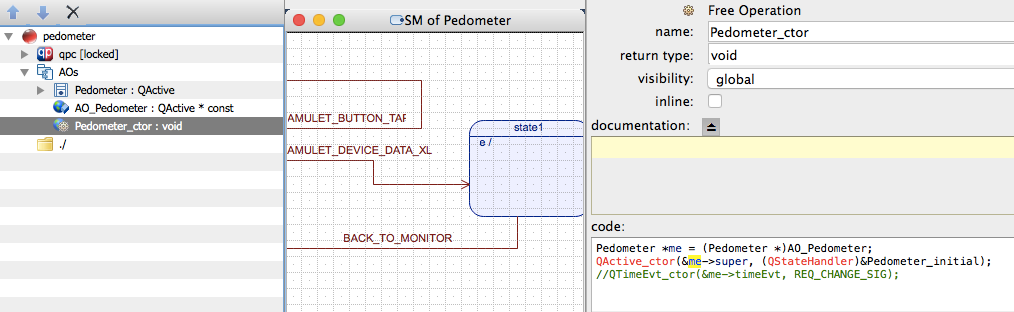 pedometer
qpc [locked]
AOs
Pedometer : QActive
AO_Pedometer : QActive * const
Pedometer_ctor : void
./
SM of Pedometer
AMULET_BUTTON_TAP
AMULET_DEVICE_DATA_XL
BACK_TO_MONITOR
state1
e /
Free Operation
name: Pedometer_ctor
return type: void
visibility: global
inline:
documentation:
code:
Pedometer *me = (Pedometer *)AO_Pedometer;
QActive_ctor(&me->super, (QStateHandler)&Pedometer_initial);
//QTimeEvt_ctor(&me->timeEvt, REQ_CHANGE_SIG);